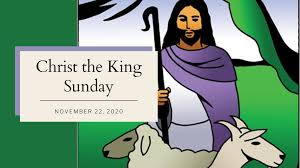 Christ the King
Sunday
NOVEMBER 22, 2020